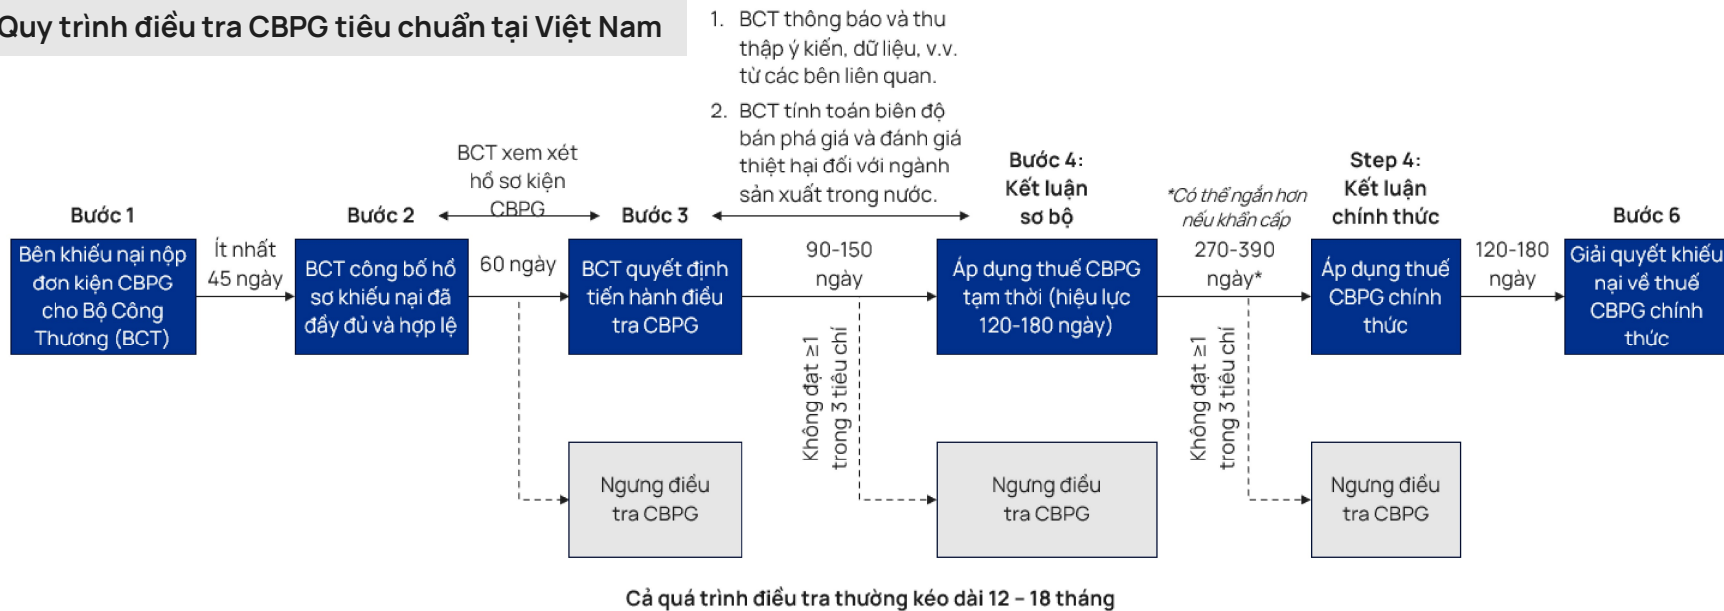 Quy trình điều tra CBPG tiêu chuẩn tại Việt Nam
1. BCT thông báo và thu
thập ý kiến, dữ liệu, v.v.
từ các bên liên quan.
2. BCT tính toán biên độ
bán phá giá và đánh giá
thiệt hại đối với ngành
sản xuất trong nước.
Bước 1
Bên khiếu nại nộp
đơn kiện CBPG
cho Bộ Công
Thương (BCT)
Ít nhất
45 ngày
Bước 2
BCT công bố hồ
sơ khiếu nại đã
đầy đủ và hợp lệ
BCT xem xét
hồ sơ kiện
CBPG
60 ngày
Bước 3
BCT quyết định
tiến hành điều
tra CBPG
90-150
ngày
Bước 4:
Kết luận
sơ bộ
Áp dụng thuế CBPG
tạm thời (hiệu lực
120-180 ngày)
*Có thể ngắn hơn
nếu khẩn cấp
270-390
ngày*
Step 4:
Kết luận
chính thức
Áp dụng thuế
CBPG chính
thức
120-180
ngày
Bước 6
Giải quyết khiếu
nại về thuế
CBPG chính
thức
Ngưng điều
tra CBPG
Không đạt ≥1
trong 3 tiêu chí
Ngưng điều
tra CBPG
Không đạt ≥1
trong 3 tiêu chí
Ngưng điều
tra CBPG
Cả quá trình điều tra thường kéo dài 12 – 18 tháng